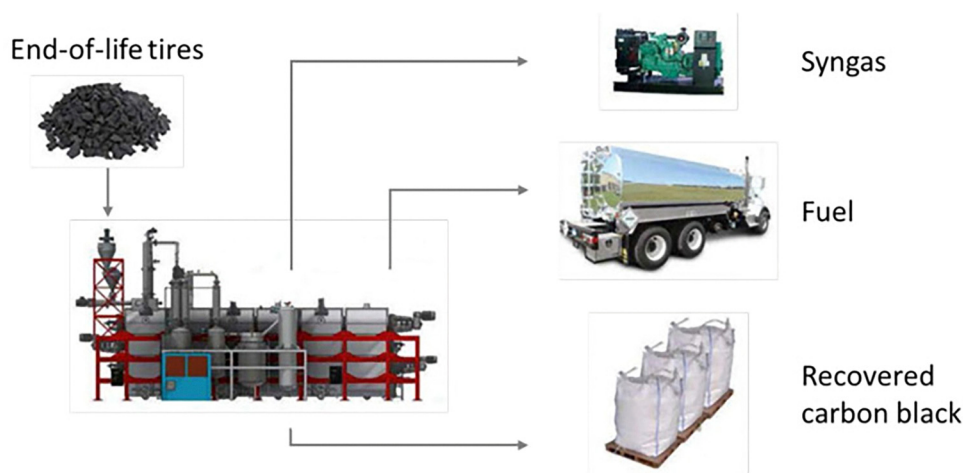 End-of-life tires
Syngas
Fuel
Recovered
carbon black